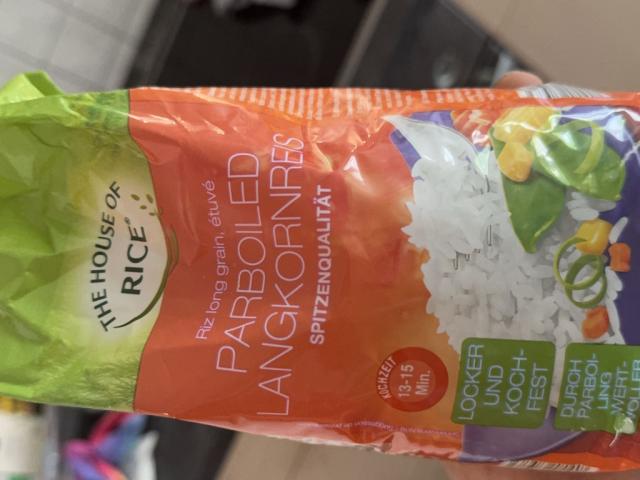 THE HOUSE OF
RICE®
Riz long grain, étuvé
PARBOILED
LANGKORNREIS
SPITZENQUALITÄT
KOCHZEIT
13-15
Min.
LOCKER
UND
KOCH-
FEST
DURCH
PARBOI-
LING
WERT-
VOLLER